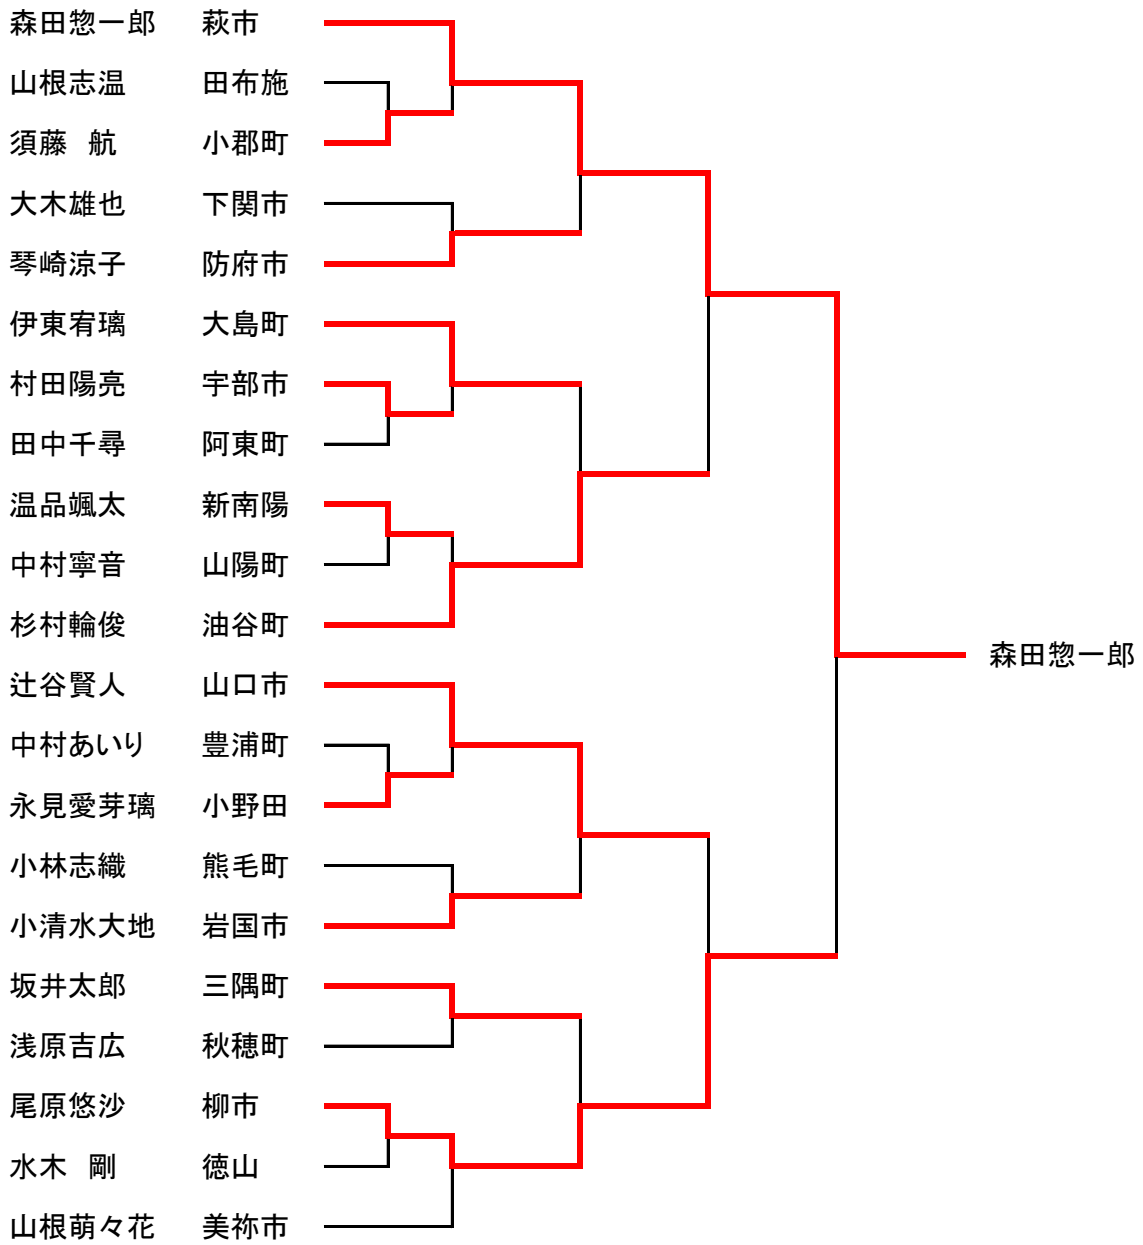 森田惣一郎 萩市
山根志温 田布施
須藤 航 小郡町
大木雄也 下関市
琴崎涼子 防府市
伊東宥璃 大島町
村田陽亮 宇部市
田中千尋 阿東町
温品颯太 新南陽
中村寧音 山陽町
杉村輪俊 油谷町
森田惣一郎
辻谷賢人 山口市
中村あいり 豊浦町
永見愛芽璃 小野田
小林志織 熊毛町
小清水大地 岩国市
坂井太郎 三隅町
浅原吉広 秋穂町
尾原悠沙 柳市
水木 剛 徳山
山根萌々花 美祢市